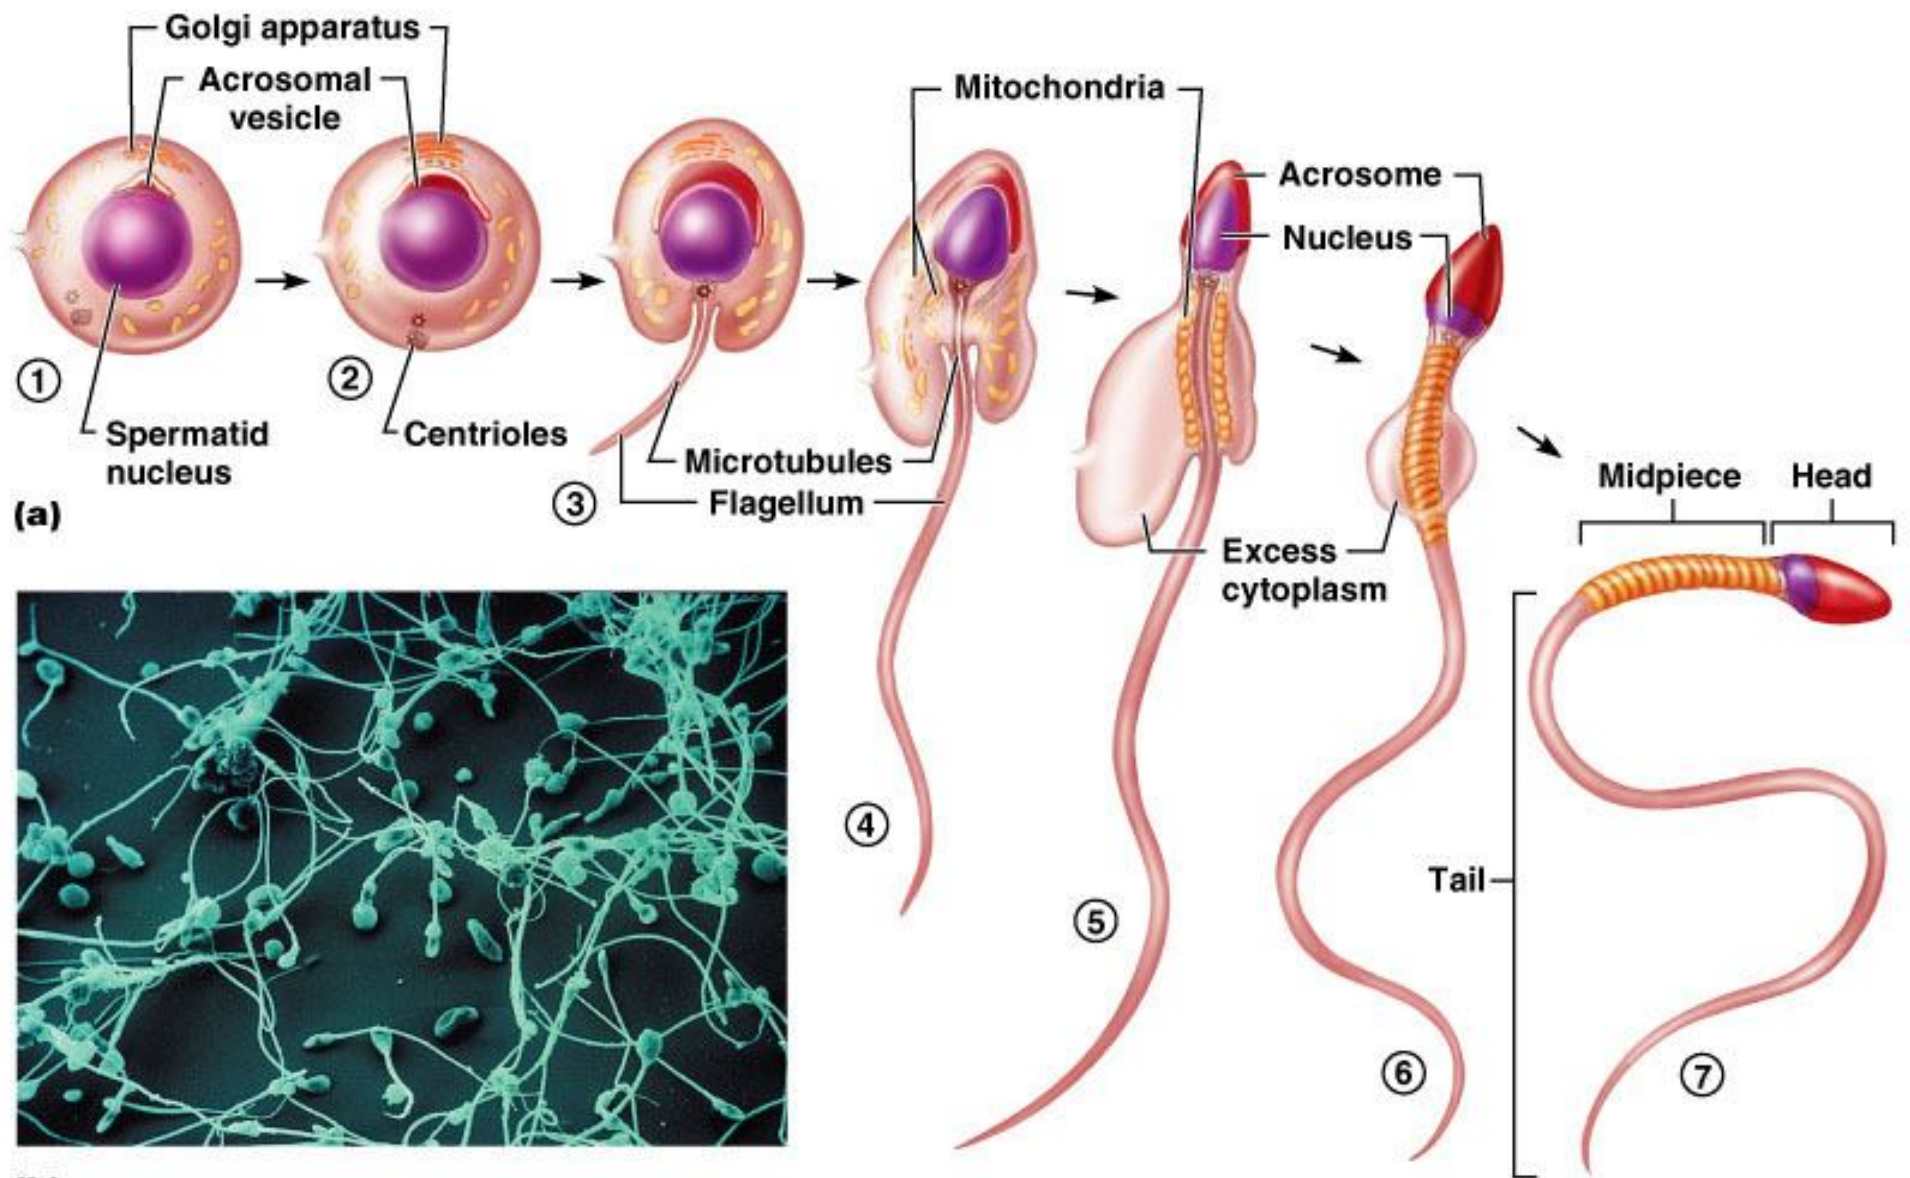 Golgi apparatus
Acrosomal
vesicle
Mitochondria
Acrosome
Nucleus
1
2
Spermatid
nucleus
Centrioles
Microtubules
3
Flagellum
(a)
Midpiece
Head
Excess
cytoplasm
4
5
Tail
6
7